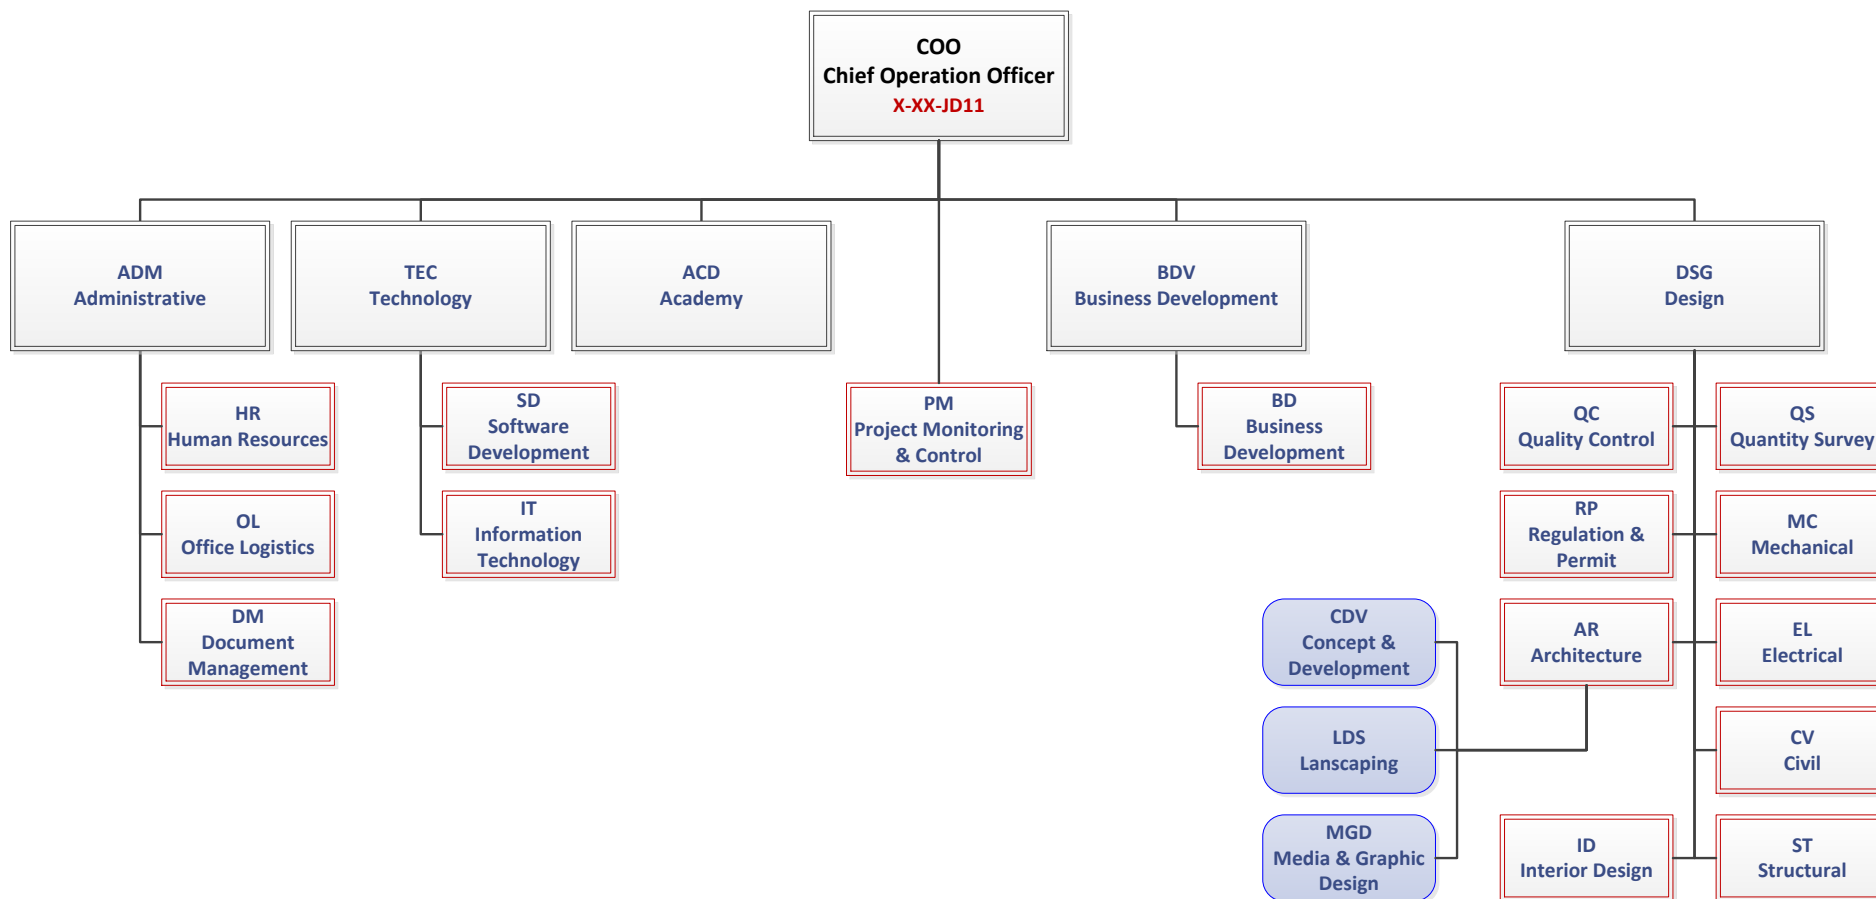 COO
Chief Operation Officer
X-XX-JD11
ADM
Administrative
TEC
Technology
ACD
Academy
BDV
Business Development
DSG
Design
HR
Human Resources
SD
Software
Development
PM
Project Monitoring
& Control
BD
Business
Development
QC
Quality Control
QS
Quantity Survey
OL
Office Logistics
IT
Information
Technology
RP
Regulation &
Permit
MC
Mechanical
DM
Document
Management
CDV
Concept &
Development
AR
Architecture
EL
Electrical
LDS
Lanscaping
CV
Civil
MGD
Media & Graphic
Design
ID
Interior Design
ST
Structural